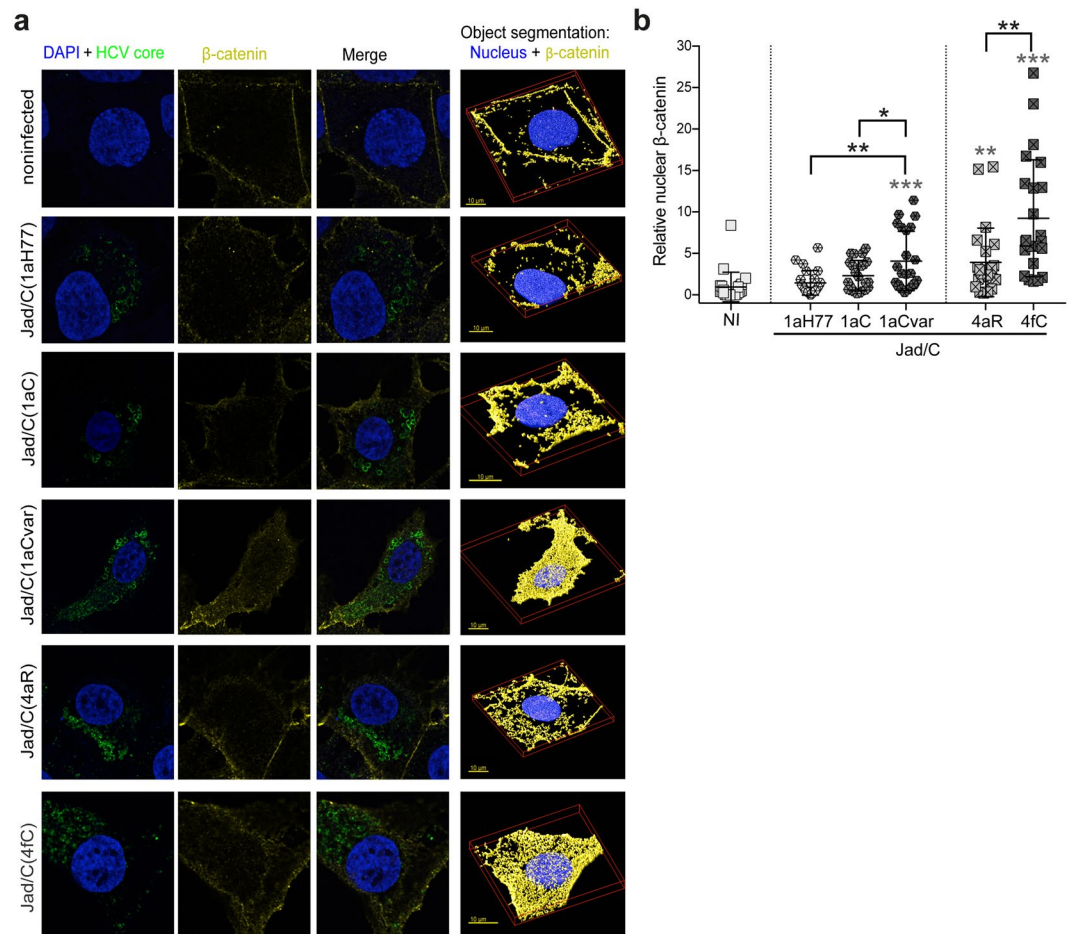 a
DAPI + HCV core
β-catenin
Merge
Object segmentation:
Nucleus + β-catenin
noninfected
10 µm
Jad/C(1aH77)
10 µm
Jad/C(1aC)
10 µm
Jad/C(1aCvar)
10 µm
Jad/C(4aR)
10 µm
Jad/C(4fC)
10 µm
b
Relative nuclear β-catenin
30
25
20
15
10
5
0
**
***
*
**
**
***
NI
1aH77
1aC
1aCvar
4aR
4fC
Jad/C